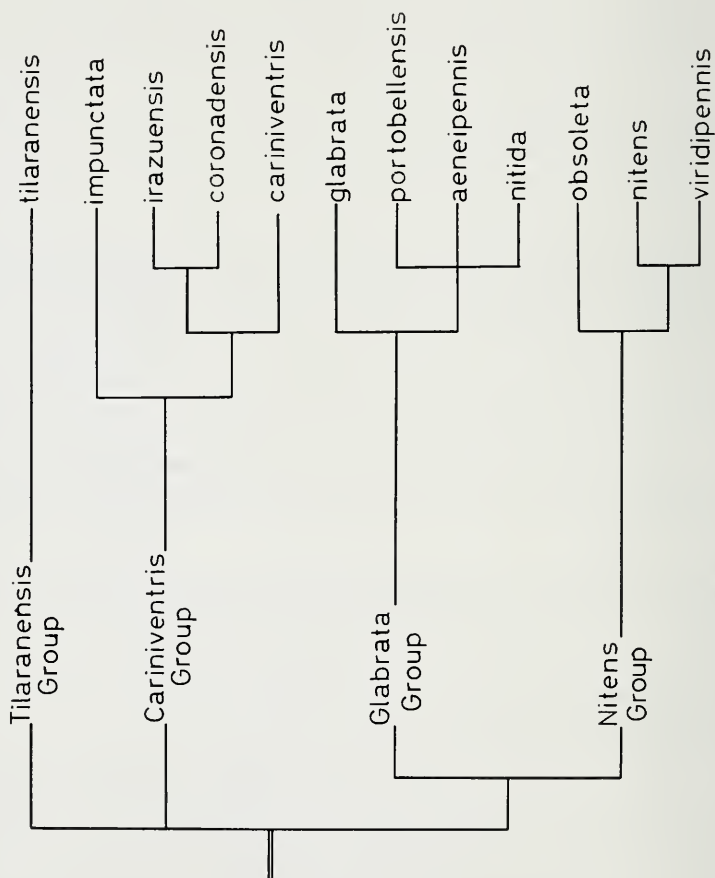 tilaranensis
impunctata
irazuensis
coronadensis
cariniventris
glabrata
portobellensis
aeneipennis
nitida
obsoleta
nitens
viridipennis
Tilaranensis
Group
Cariniventris
Group
Glabrata
Group
Nitens
Group